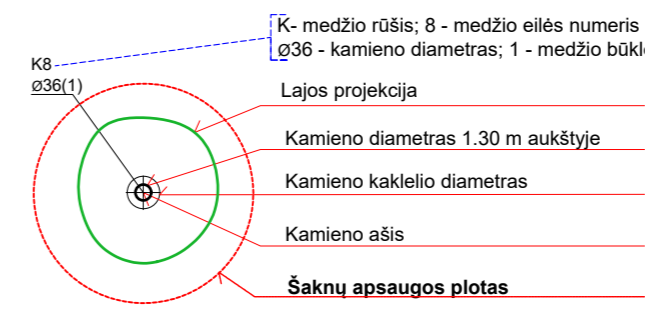 K- medžio rūšis; 8 - medžio eilės numeris
Ø36 - kamieno diametras; 1 - medžio
K8
Ø36(1)
Lajos projekcija
Kamieno diametras 1.30 m aukštyje
Kamieno kaklelio diametras
Kamieno ašis
Šaknų apsaugos plotas